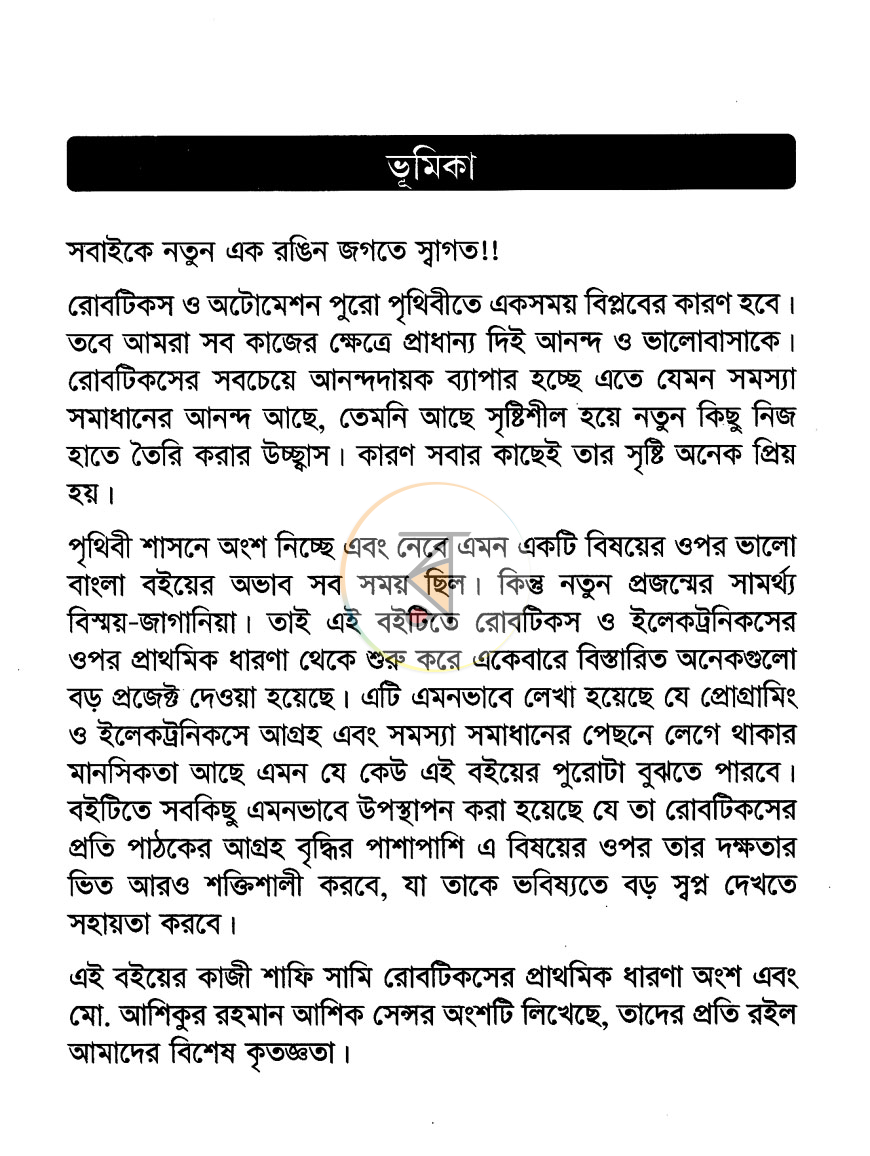 ভূমিকা
সবাইকে নতুন এক রঙিন জগতে স্বাগত!!
রোবটিকস ও অটোমেশন পুরো পৃথিবীতে একসময় বিপ্লবের কারণ হবে।
তবে আমরা সব কাজের ক্ষেত্রে প্রাধান্য দিই আনন্দ ও ভালোবাসাকে।
রোবটিকসের সবচেয়ে আনন্দদায়ক ব্যাপার হচ্ছে এতে যেমন সমস্যা
সমাধানের আনন্দ আছে, তেমনি আছে সৃষ্টিশীল হয়ে নতুন কিছু নিজ
হাতে তৈরি করার উচ্ছ্বাস। কারণ সবার কাছেই তার সৃষ্টি অনেক প্রিয়
হয়।
পৃথিবী শাসনে অংশ নিচ্ছে এবং নেবে এমন একটি বিষয়ের ওপর ভালো
বাংলা বইয়ের অভাব সব সময় ছিল। কিন্তু নতুন প্রজন্মের সামর্থ্য
বিস্ময়-জাগানিয়া। তাই এই বইটিতে রোবটিকস ও ইলেকট্রনিকসের
ওপর প্রাথমিক ধারণা থেকে শুরু করে একেবারে বিস্তারিত অনেকগুলো
বড় প্রজেক্ট দেওয়া হয়েছে। এটি এমনভাবে লেখা হয়েছে যে প্রোগ্রামিং
ও ইলেকট্রনিকসে আগ্রহ এবং সমস্যা সমাধানের পেছনে লেগে থাকার
মানসিকতা আছে এমন যে কেউ এই বইয়ের পুরোটা বুঝতে পারবে।
বইটিতে সবকিছু এমনভাবে উপস্থাপন করা হয়েছে যে তা রোবটিকসের
প্রতি পাঠকের আগ্রহ বৃদ্ধির পাশাপাশি এ বিষয়ের ওপর তার দক্ষতার
ভিত আরও শক্তিশালী করবে, যা তাকে ভবিষ্যতে বড় স্বপ্ন দেখতে
সহায়তা করবে।
এই বইয়ের কাজী শাফি সামি রোবটিকসের প্রাথমিক ধারণা অংশ এবং
মো. আশিকুর রহমান আশিক সেন্সর অংশটি লিখেছে, তাদের প্রতি রইল
আমাদের বিশেষ কৃতজ্ঞতা।